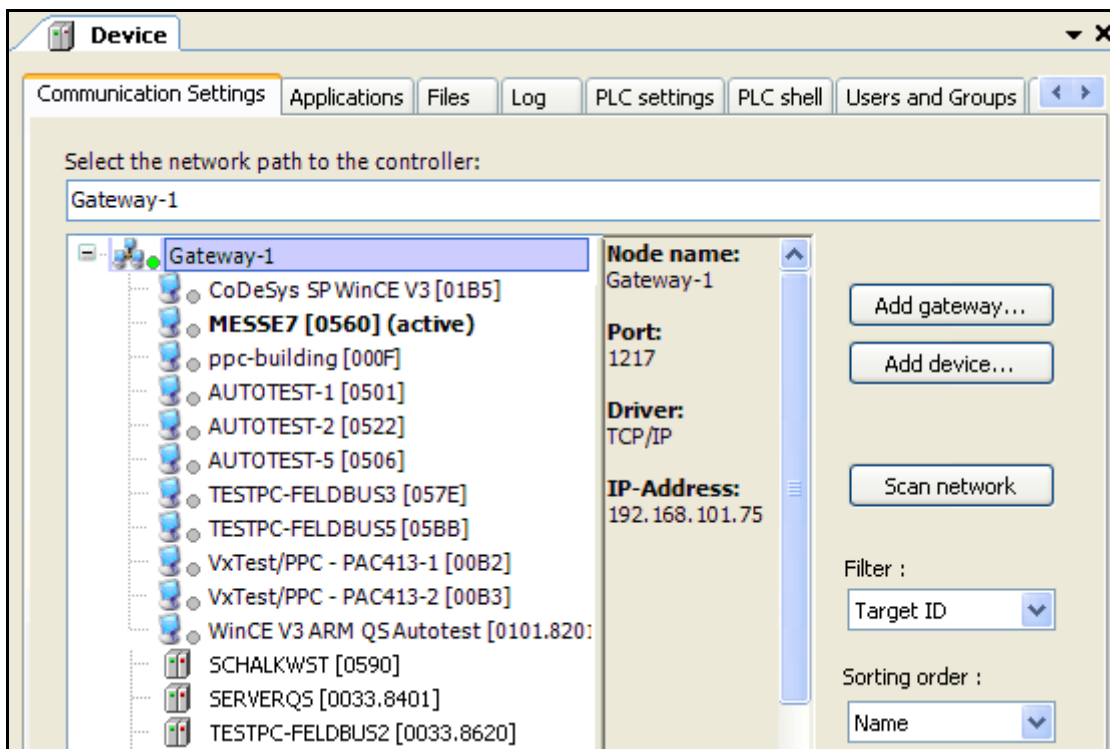 Device
Communication Settings
Applications
Files
Log
PLC settings
PLC shell
Users and Groups
Select the network path to the controller:
Gateway-1
Gateway-1
CoDeSys SP WinCE V3 [01B5]
MESSE7 [0560] (active)
ppc-building [000F]
AUTOTEST-1 [0501]
AUTOTEST-2 [0522]
AUTOTEST-5 [0506]
TESTPC-FELDBUS3 [057E]
TESTPC-FELDBUS5 [05BB]
VxTest/PPC - PAC413-1 [00B2]
VxTest/PPC - PAC413-2 [00B3]
WinCE V3 ARM QS Autotest [0101.8201
SCHALKWST [0590]
SERVERQS [0033.8401]
TESTPC-FELDBUS2 [0033.8620]
Node name:
Gateway-1
Port:
1217
Driver:
TCP/IP
IP-Address:
192.168.101.75
Add gateway...
Add device...
Scan network
Filter :
Target ID
Sorting order :
Name